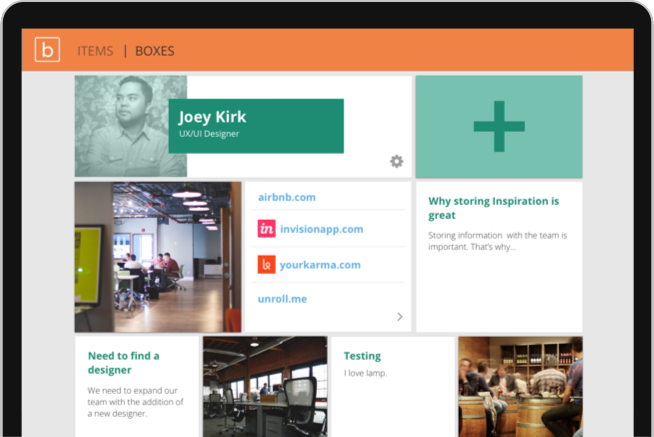 b
ITEMS | BOXES
Joey Kirk
UX/UI Designer
airbnb.com
in invisionapp.com
yourkarma.com
unroll.me
Why storing Inspiration is
great
Storing information with the team is
important. That's why...
Need to find a
designer
We need to expand our
team with the addition of
a new designer.
Testing
I love lamp.